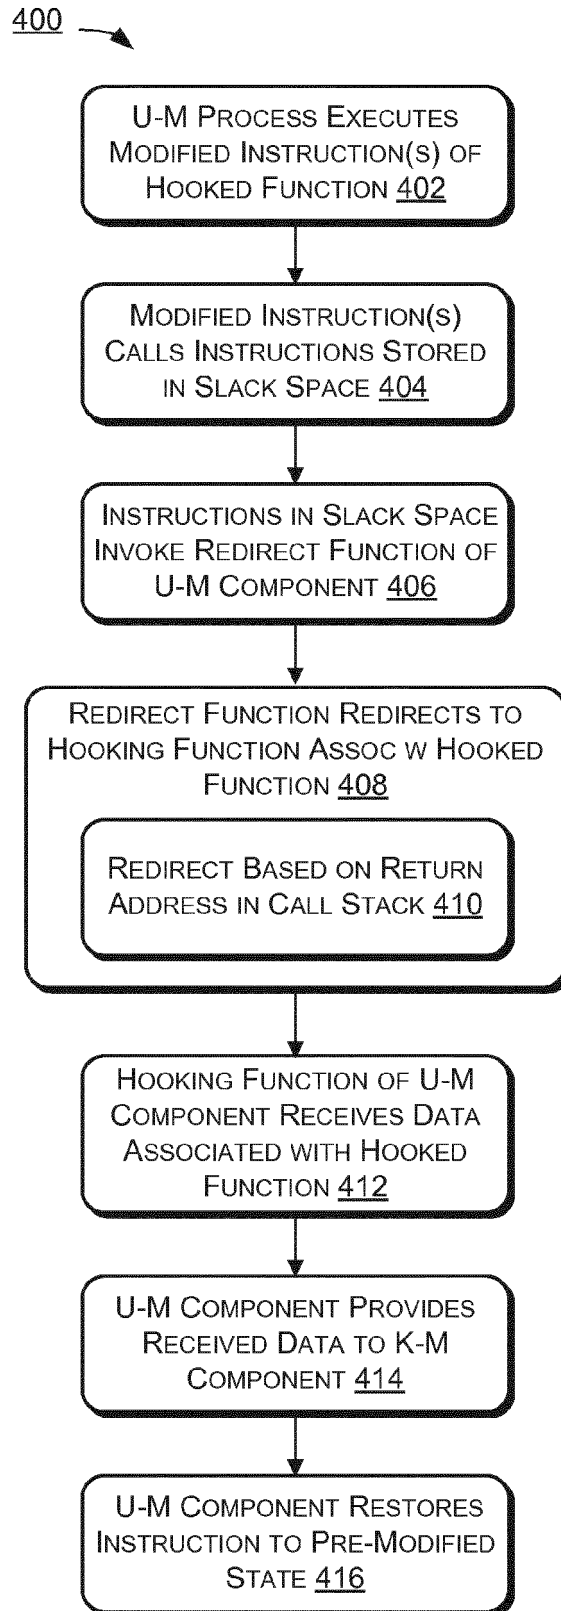 400
U-M PROCESS EXECUTES
MODIFIED INSTRUCTION(S) OF
HOOKED FUNCTION 402
MODIFIED INSTRUCTION(S)
CALLS INSTRUCTIONS STORED
IN SLACK SPACE 404
INSTRUCTIONS IN SLACK SPACE
INVOKE REDIRECT FUNCTION OF
U-M COMPONENT 406
REDIRECT FUNCTION REDIRECTS TO
HOOKING FUNCTION ASSOC W HOOKED
FUNCTION 408
REDIRECT BASED ON RETURN
ADDRESS IN CALL STACK 410
HOOKING FUNCTION OF U-M
COMPONENT RECEIVES DATA
ASSOCIATED WITH HOOKED
FUNCTION 412
U-M COMPONENT PROVIDES
RECEIVED DATA TO K-M
COMPONENT 414
U-M COMPONENT RESTORES
INSTRUCTION TO PRE-MODIFIED
STATE 416